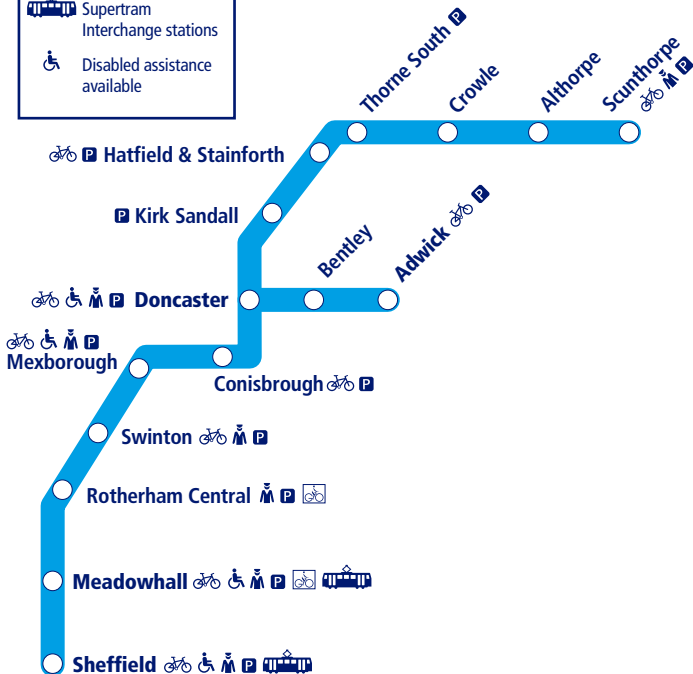 Supertram
Interchange stations
Disabled assistance
available
Thorne South P
Crowle
Althorpe
Scunthorpe
P
P Hatfield & Stainforth
P Kirk Sandall
Bentley
Adwick P
P Doncaster
P
Mexborough
Conisbrough P
Swinton P
Rotherham Central P
Meadowhall P
Sheffield P